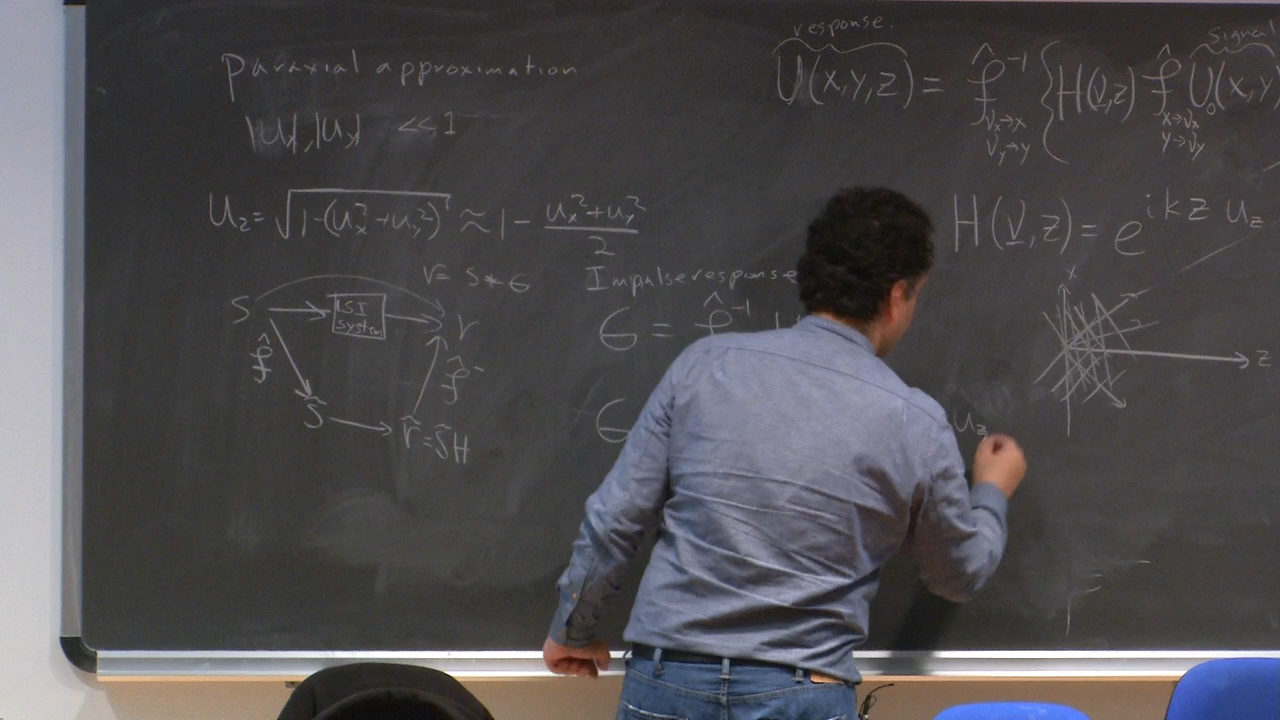 Paraxial approximation
|Ux|,|Uy| <<1
Uz=√1-(Ux²+Uy²) ≈ 1- Ux²+Uy²/2
r= S*G
S → LSI system → r
f̂
f̂⁻
S̃ → r̃=S̃H
response.
signal
U(x,y,z)= f̂⁻¹ {H(ν,z) f̂ U₀(x,y
νx→x
νy→y
x→νx
y→νy
H(ν,z)= e^ikz Uz
Impulse response
G = f̂⁻¹ H
G
Uz
x
z